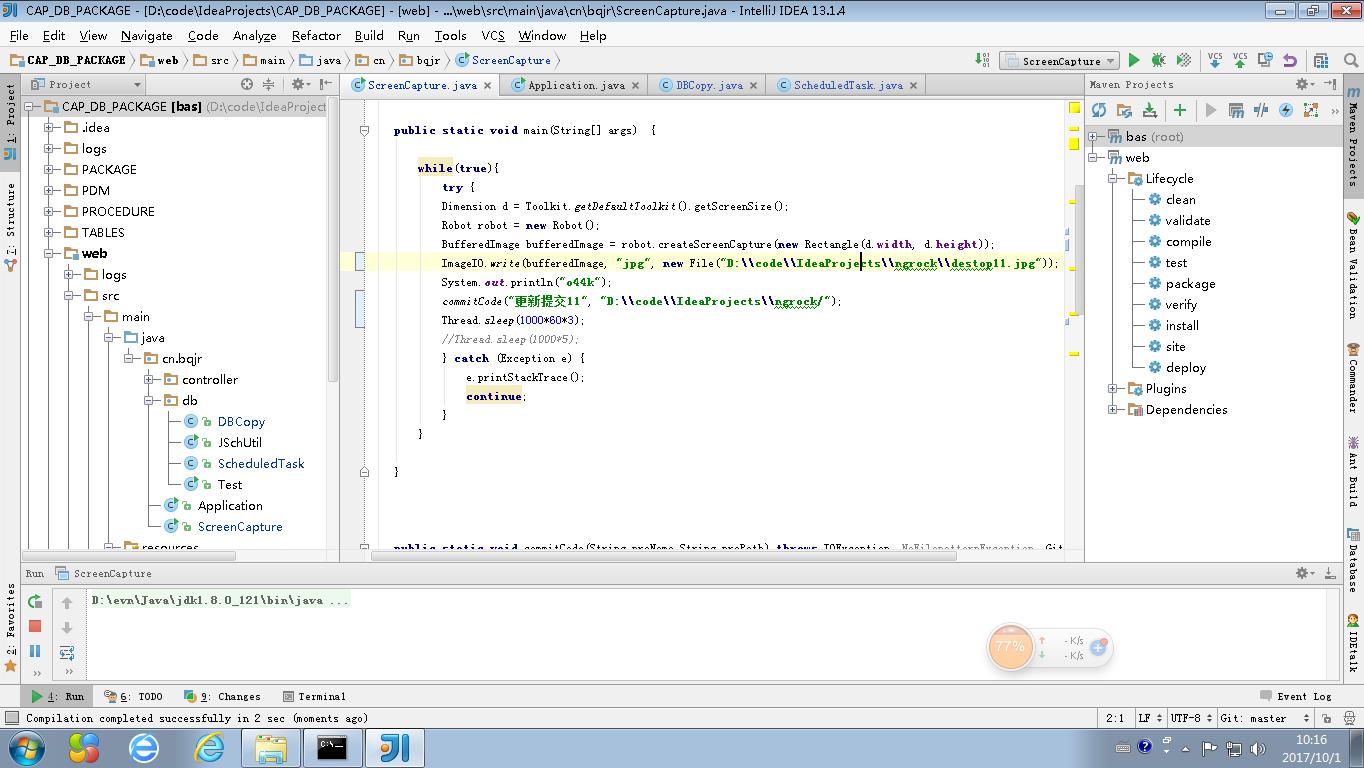 CAP_DB_PACKAGE - [D:\code\IdeaProjects\CAP_DB_PACKAGE] - [web] - ...\web\src\main\java\cn\bqjr\ScreenCapture.java - IntelliJ IDEA 13.1.4
File Edit View Navigate Code Analyze Refactor Build Run Tools VCS Window Help
CAP_DB_PACKAGE web src main java cn bqjr ScreenCapture
ScreenCapture
VCS VCS
Project
ScreenCapture.java Application.java DBCopy.java ScheduledTask.java
Maven Projects
1: Project
Z: Structure
2: Favorites
CAP_DB_PACKAGE [bas] (D:\code\IdeaProject
.idea
logs
PACKAGE
PDM
PROCEDURE
TABLES
web
logs
src
main
java
cn.bqjr
controller
db
DBCopy
JSchUtil
ScheduledTask
Test
Application
ScreenCapture
resources
public static void main(String[] args) {
while(true){
try {
Dimension d = Toolkit.getDefaultToolkit().getScreenSize();
Robot robot = new Robot();
BufferedImage bufferedImage = robot.createScreenCapture(new Rectangle(d.width, d.height));
ImageIO.write(bufferedImage, "jpg", new File("D:\\code\\IdeaProjects\\ngrock\\destop11.jpg"));
System.out.println("o44k");
commitCode("更新提交11", "D:\\code\\IdeaProjects\\ngrock/");
Thread.sleep(1000*60*3);
//Thread.sleep(1000*5);
} catch (Exception e) {
e.printStackTrace();
continue;
}
}
}
public static void commitCode(String proName,String proPath) throws IOException, NoFilepatternException, Git
bas (root)
web
Lifecycle
clean
validate
compile
test
package
verify
install
site
deploy
Plugins
Dependencies
Maven Projects
Bean Validation
Commander
Ant Build
Database
IDEtalk
Run ScreenCapture
D:\evn\Java\jdk1.8.0_121\bin\java ...
77%
- K/s
- K/s
4: Run 6: TODO 9: Changes Terminal Event Log
Compilation completed successfully in 2 sec (moments ago) 2:1 LF UTF-8 Git: master
C:\
10:16
2017/10/1